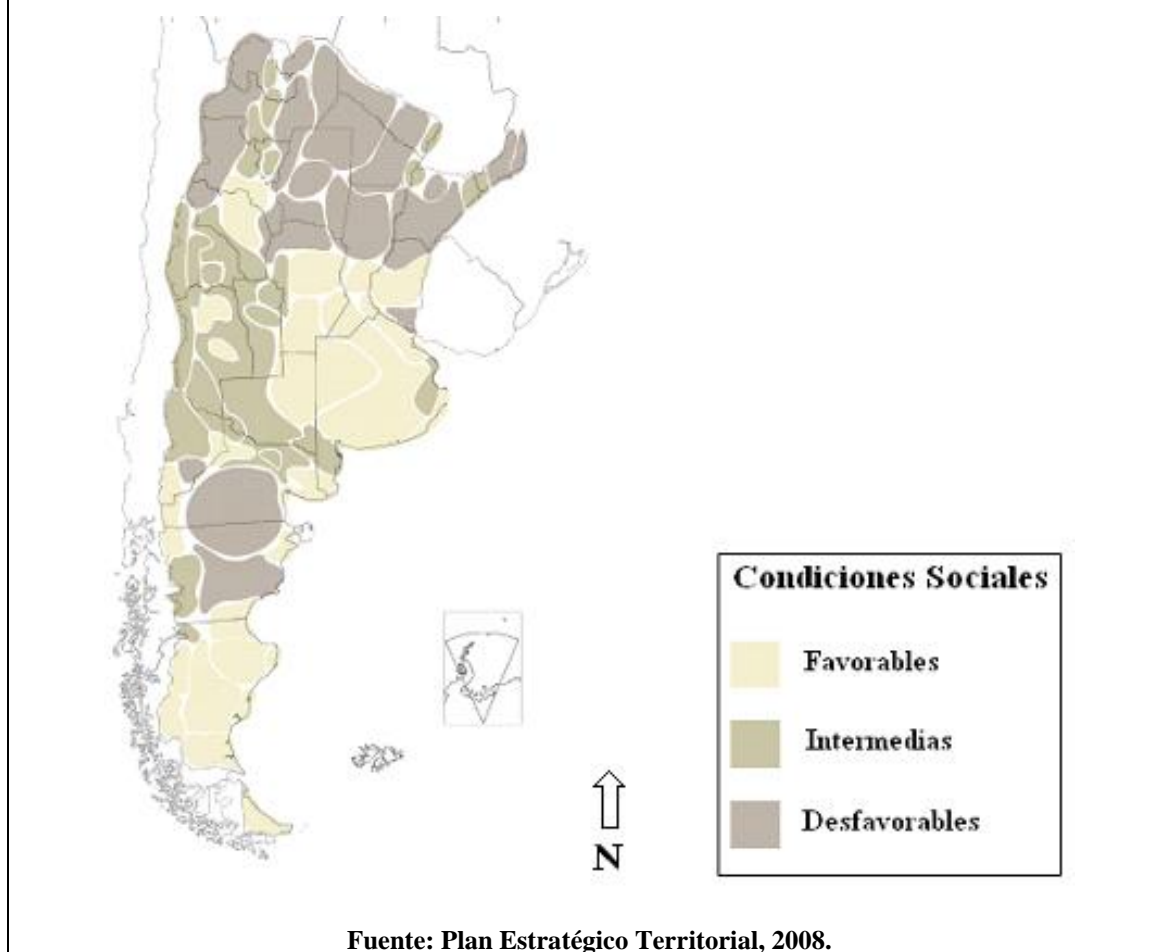 Condiciones Sociales
Favorables
Intermedias
Desfavorables
N
Fuente: Plan Estratégico Territorial, 2008.